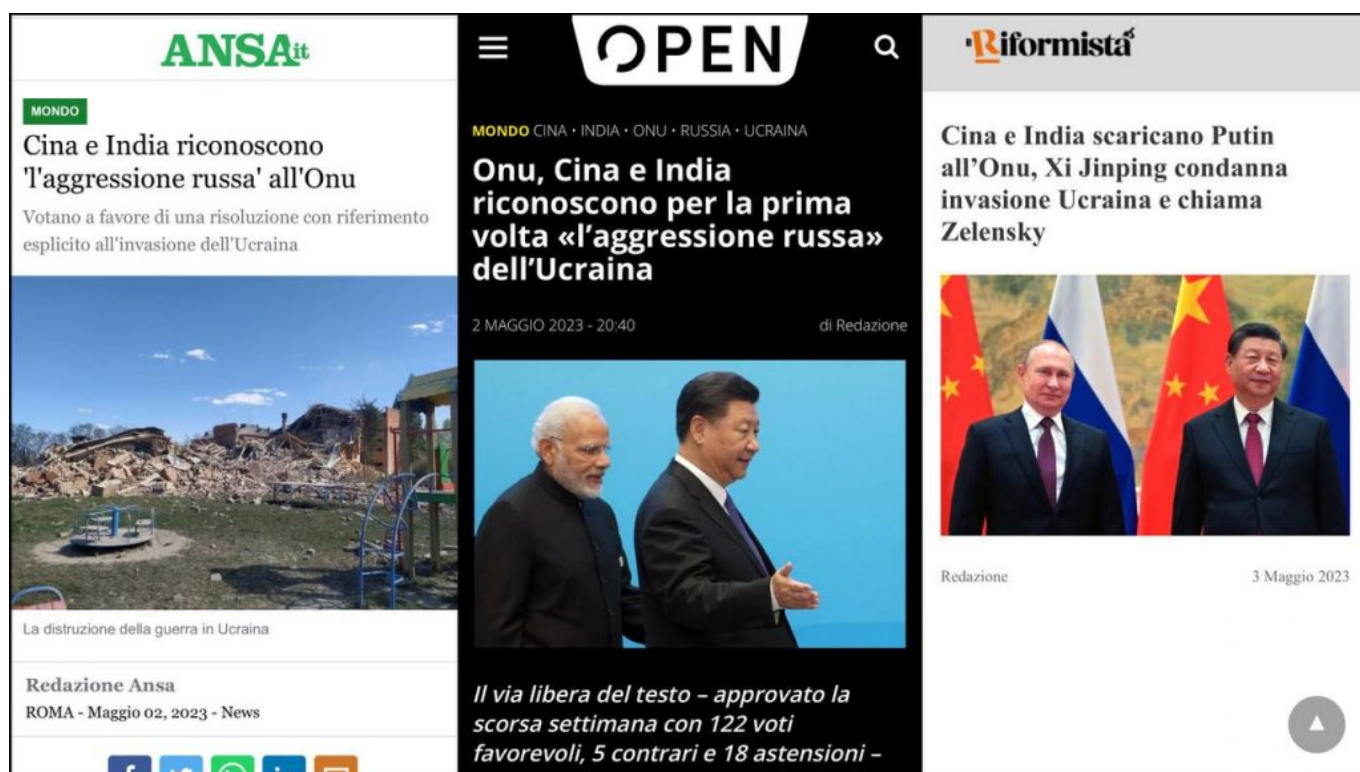 ANSA.it
MONDO
Cina e India riconoscono
'l'aggressione russa' all'Onu
Votano a favore di una risoluzione con riferimento
esplicito all'invasione dell'Ucraina
La distruzione della guerra in Ucraina
Redazione Ansa
ROMA - Maggio 02, 2023 - News
OPEN
MONDO CINA • INDIA • ONU • RUSSIA • UCRAINA
Onu, Cina e India
riconoscono per la prima
volta «l’aggressione russa»
dell’Ucraina
2 MAGGIO 2023 - 20:40
di Redazione
Il via libera del testo – approvato la
scorsa settimana con 122 voti
favorevoli, 5 contrari e 18 astensioni –
Riformista
Cina e India scaricano Putin
all’Onu, Xi Jinping condanna
invasione Ucraina e chiama
Zelensky
Redazione
3 Maggio 2023